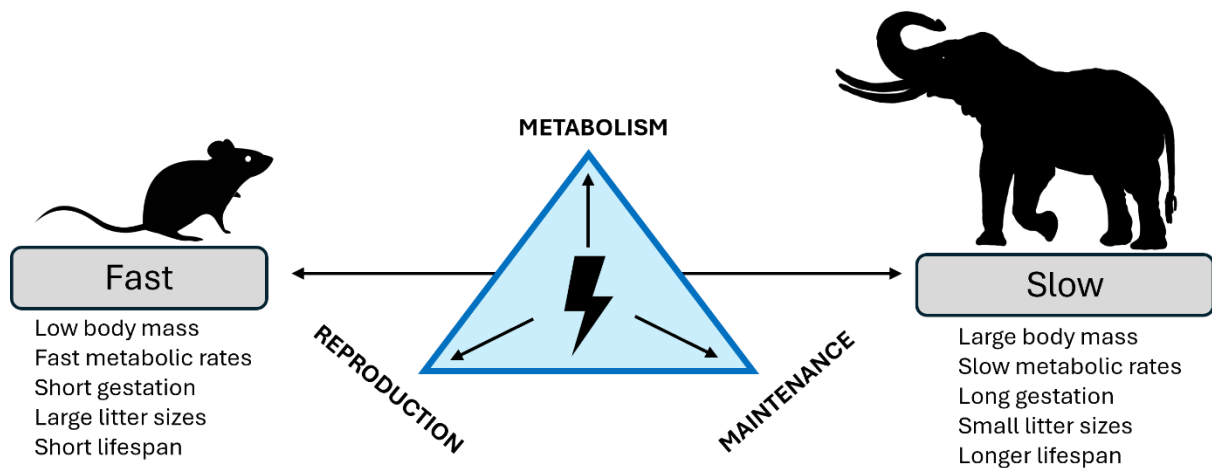 METABOLISM
Fast
Low body mass
Fast metabolic rates
Short gestation
Large litter sizes
Short lifespan
REPRODUCTION
MAINTENANCE
Slow
Large body mass
Slow metabolic rates
Long gestation
Small litter sizes
Longer lifespan